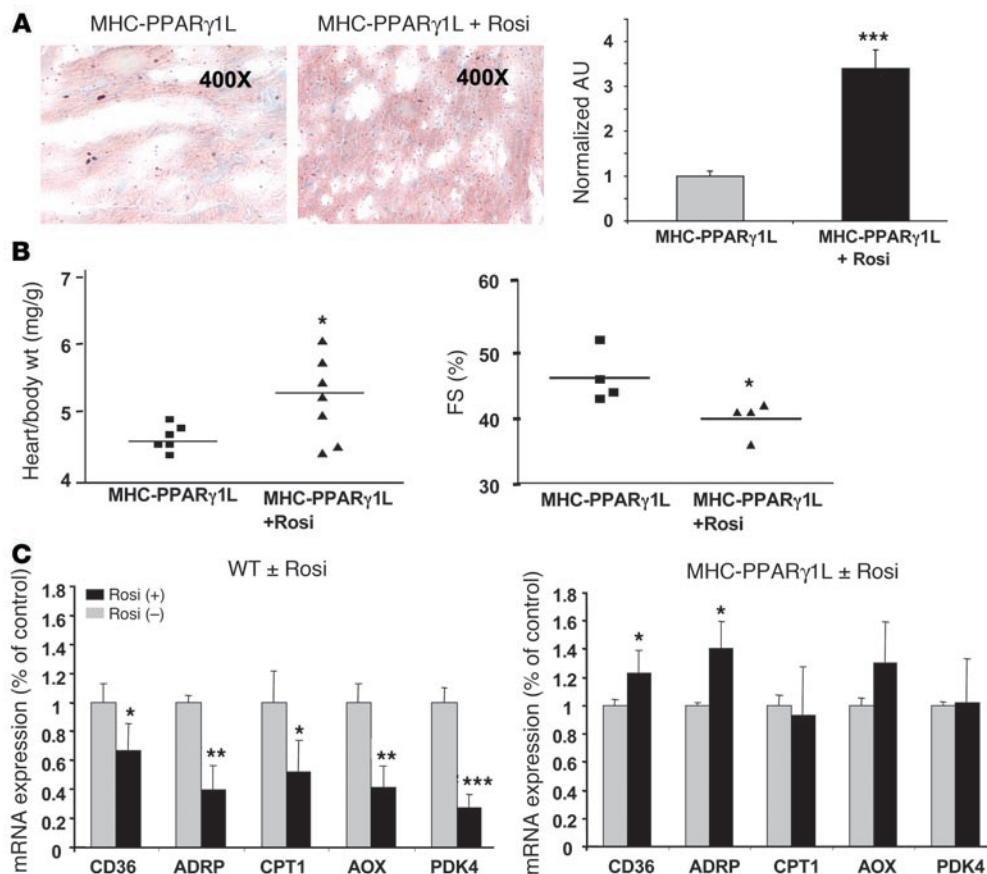 A
MHC-PPARγ1L
MHC-PPARγ1L + Rosi
400X
400X
Normalized AU
5
4
3
2
1
0
***
MHC-PPARγ1L
MHC-PPARγ1L
+ Rosi
B
Heart/body wt (mg/g)
7
6
5
4
*
MHC-PPARγ1L
MHC-PPARγ1L
+Rosi
FS (%)
60
50
40
30
*
MHC-PPARγ1L
MHC-PPARγ1L
+Rosi
C
WT ± Rosi
mRNA expression (% of control)
1.8
1.6
1.4
1.2
1
0.8
0.6
0.4
0.2
0
Rosi (+)
Rosi (–)
*
**
*
**
***
CD36 ADRP CPT1 AOX PDK4
MHC-PPARγ1L ± Rosi
mRNA expression (% of control)
1.8
1.6
1.4
1.2
1
0.8
0.6
0.4
0.2
0
*
*
CD36 ADRP CPT1 AOX PDK4